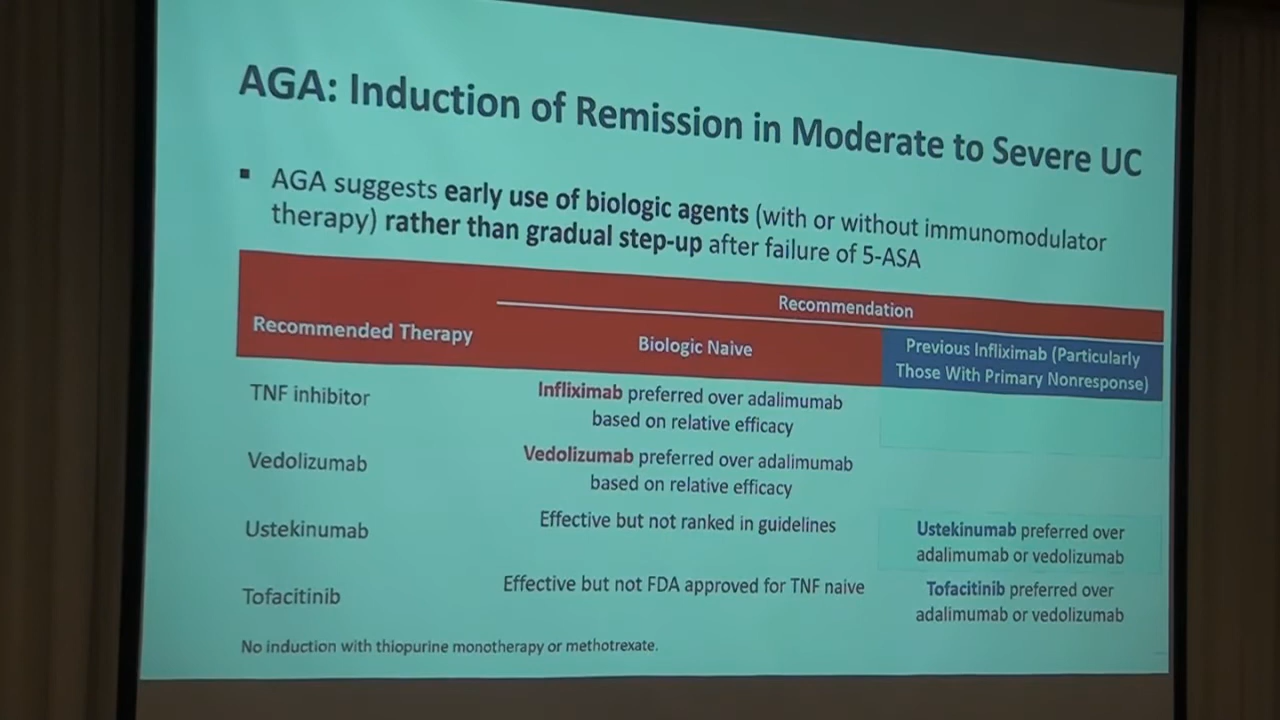 AGA: Induction of Remission in Moderate to Severe UC
▪ AGA suggests early use of biologic agents (with or without immunomodulator
therapy) rather than gradual step-up after failure of 5-ASA
Recommendation
Recommended Therapy
Biologic Naive
Previous Infliximab (Particularly
Those With Primary Nonresponse)
TNF inhibitor
Infliximab preferred over adalimumab
based on relative efficacy
Vedolizumab
Vedolizumab preferred over adalimumab
based on relative efficacy
Ustekinumab
Effective but not ranked in guidelines
Ustekinumab preferred over
adalimumab or vedolizumab
Tofacitinib
Effective but not FDA approved for TNF naive
Tofacitinib preferred over
adalimumab or vedolizumab
No induction with thiopurine monotherapy or methotrexate.